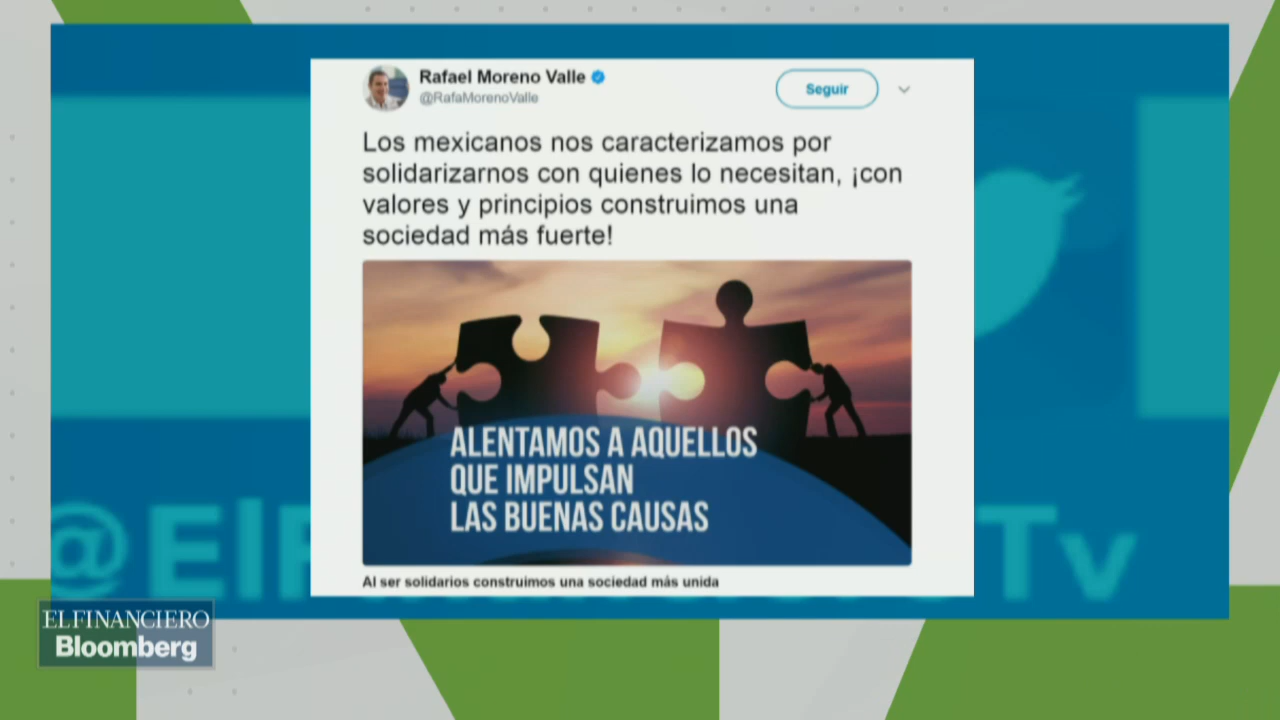 Rafael Moreno Valle
@RafaMorenoValle
Seguir
Los mexicanos nos caracterizamos por
solidarizarnos con quienes lo necesitan, ¡con
valores y principios construimos una
sociedad más fuerte!
ALENTAMOS A AQUELLOS
QUE IMPULSAN
LAS BUENAS CAUSAS
Al ser solidarios construimos una sociedad más unida
EL FINANCIERO
Bloomberg